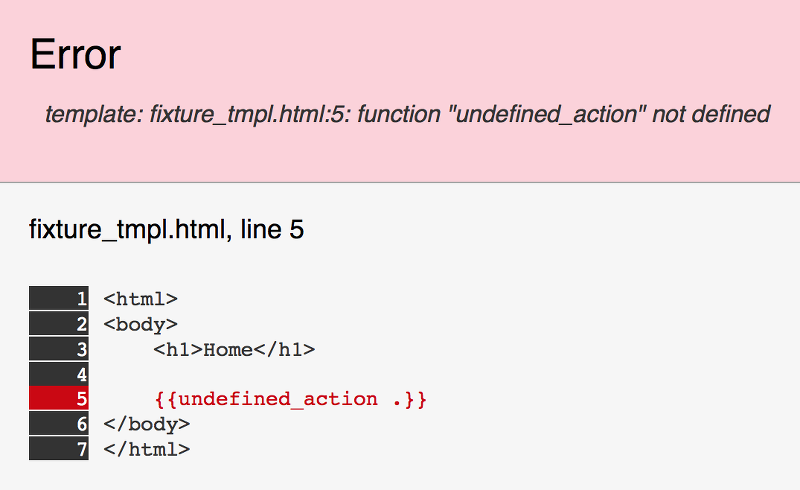 Error
template: fixture_tmpl.html:5: function "undefined_action" not defined
fixture_tmpl.html, line 5
1 <html>
2 <body>
3     <h1>Home</h1>
4
5     {{undefined_action .}}
6 </body>
7 </html>